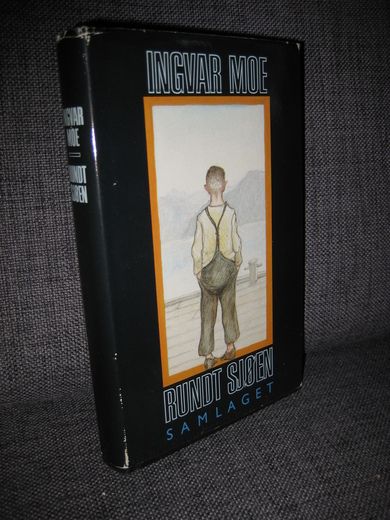 INGVAR MOE
RUNDT SJØEN
SAMLAGET
INGVAR
MOE
RUNDT
SJØEN